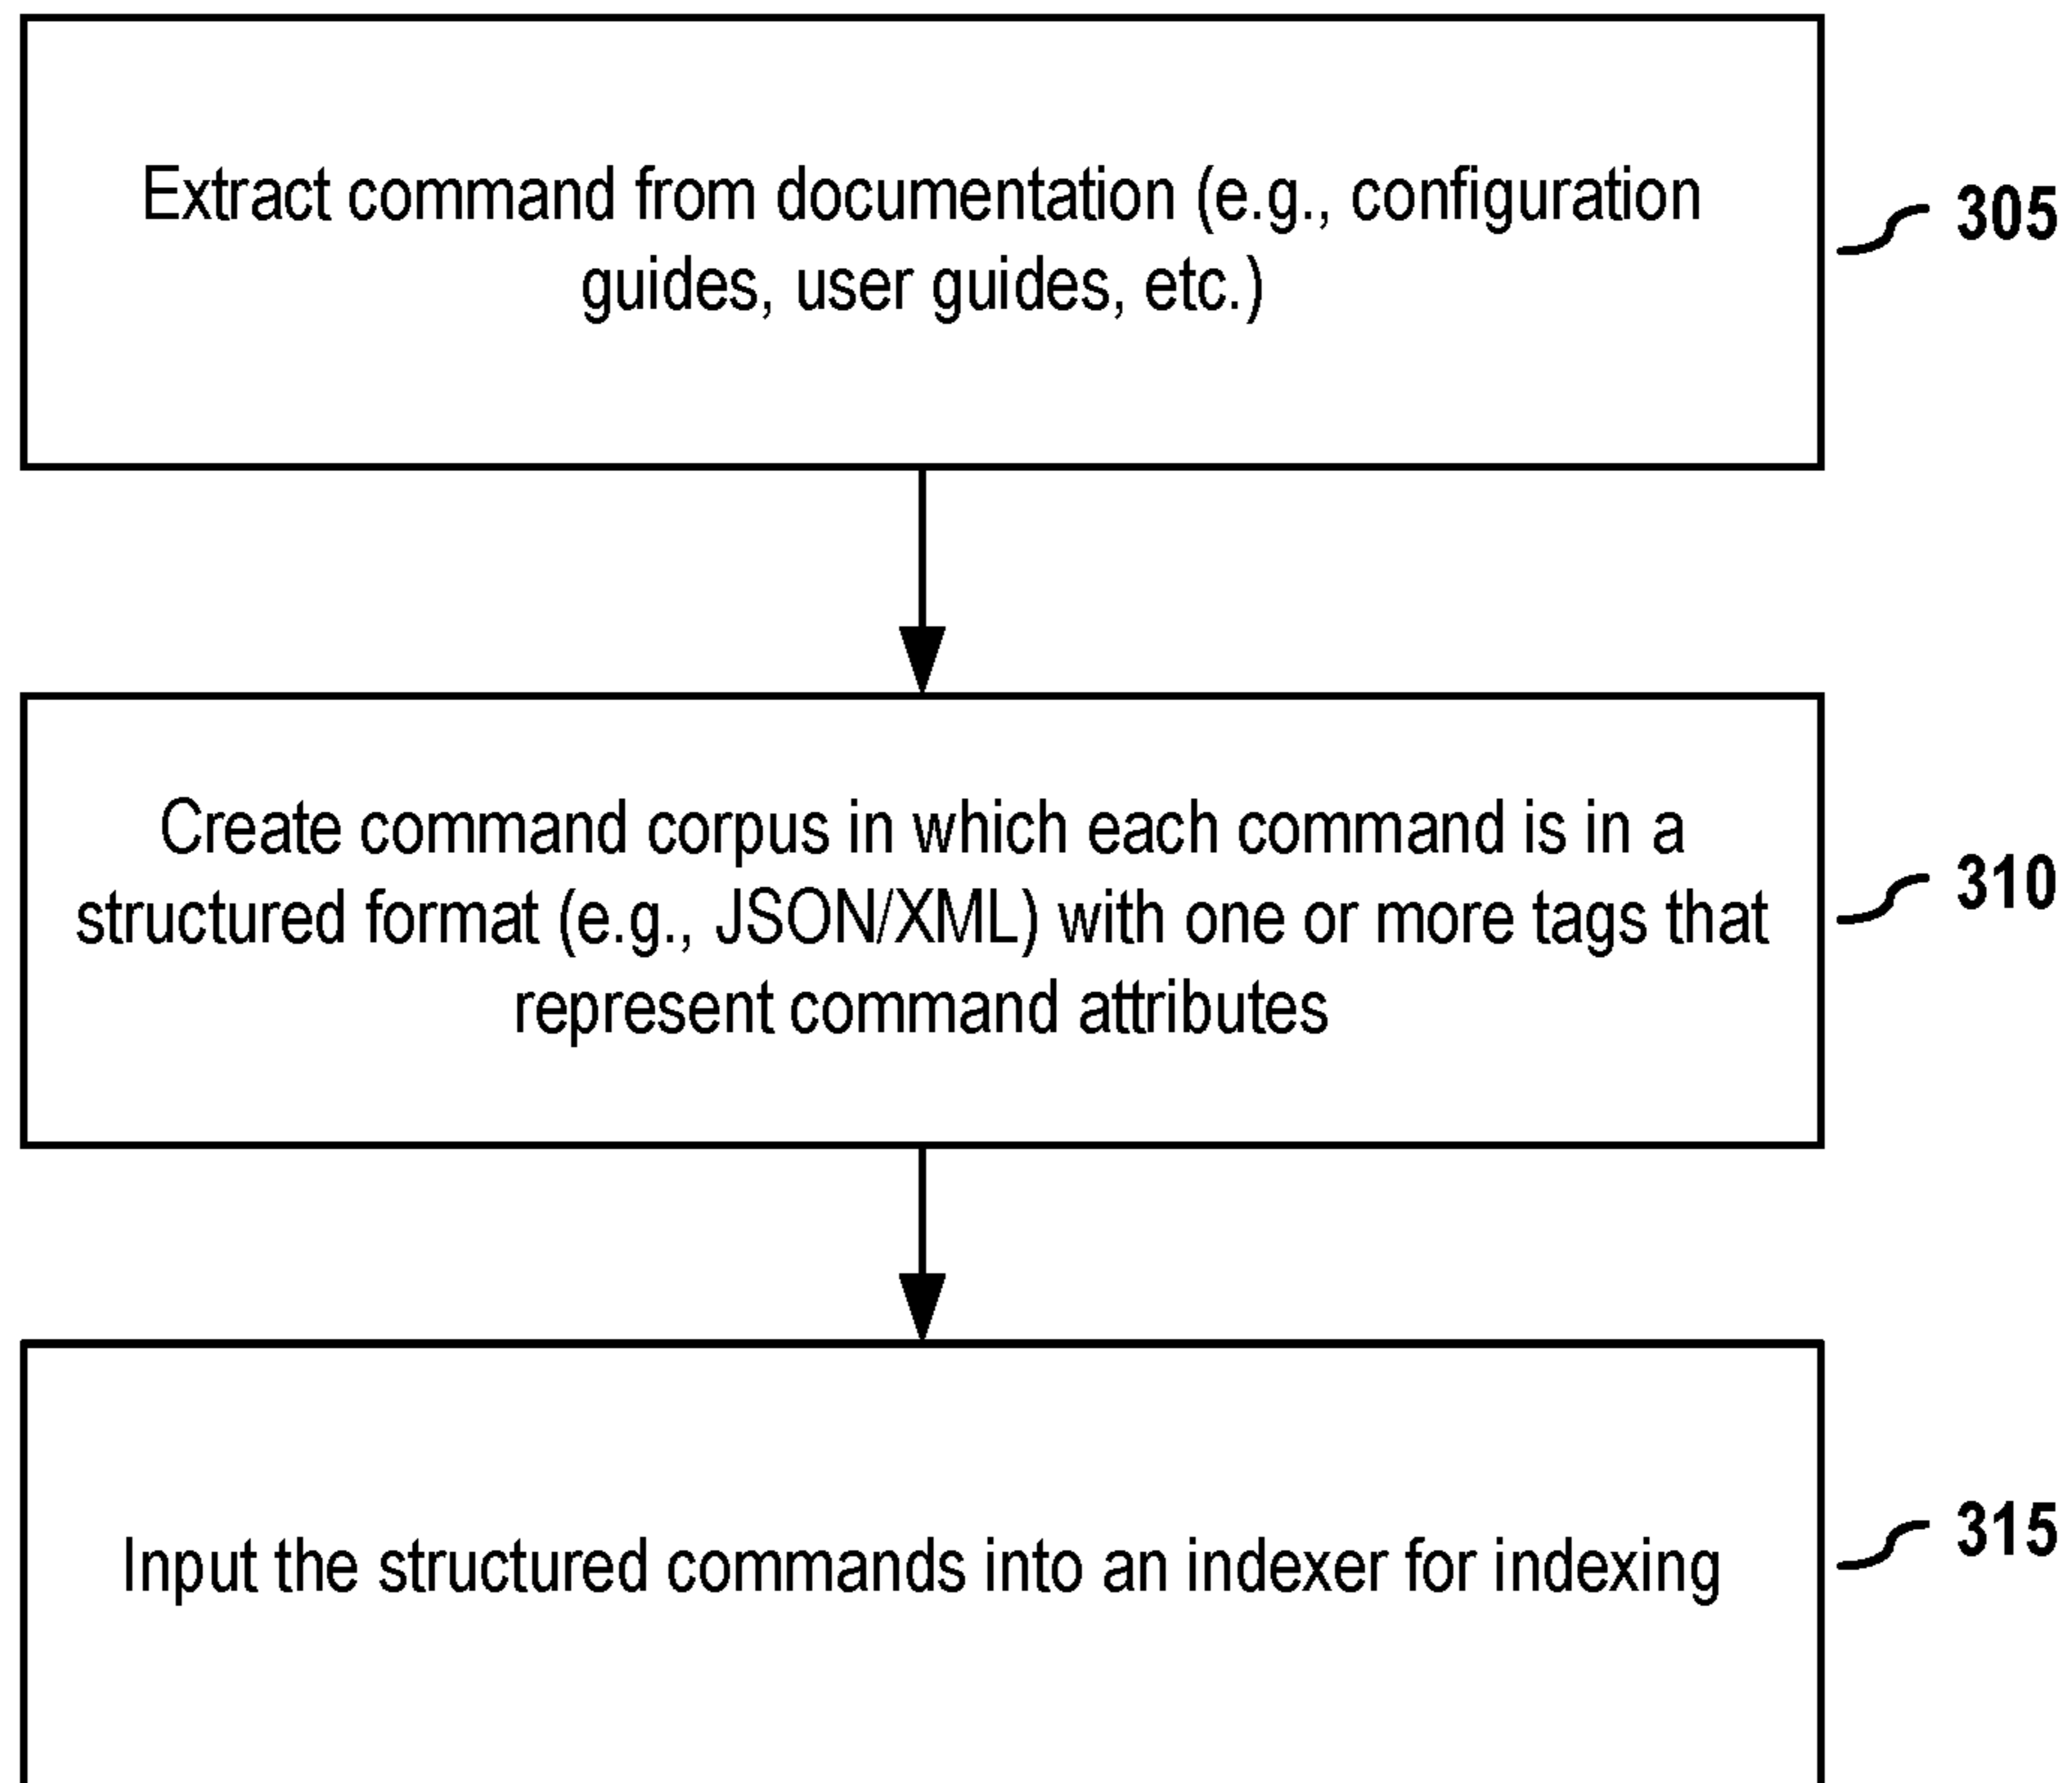 Extract command from documentation (e.g., configuration
guides, user guides, etc.)
305
Create command corpus in which each command is in a
structured format (e.g., JSON/XML) with one or more tags that
represent command attributes
310
Input the structured commands into an indexer for indexing
315